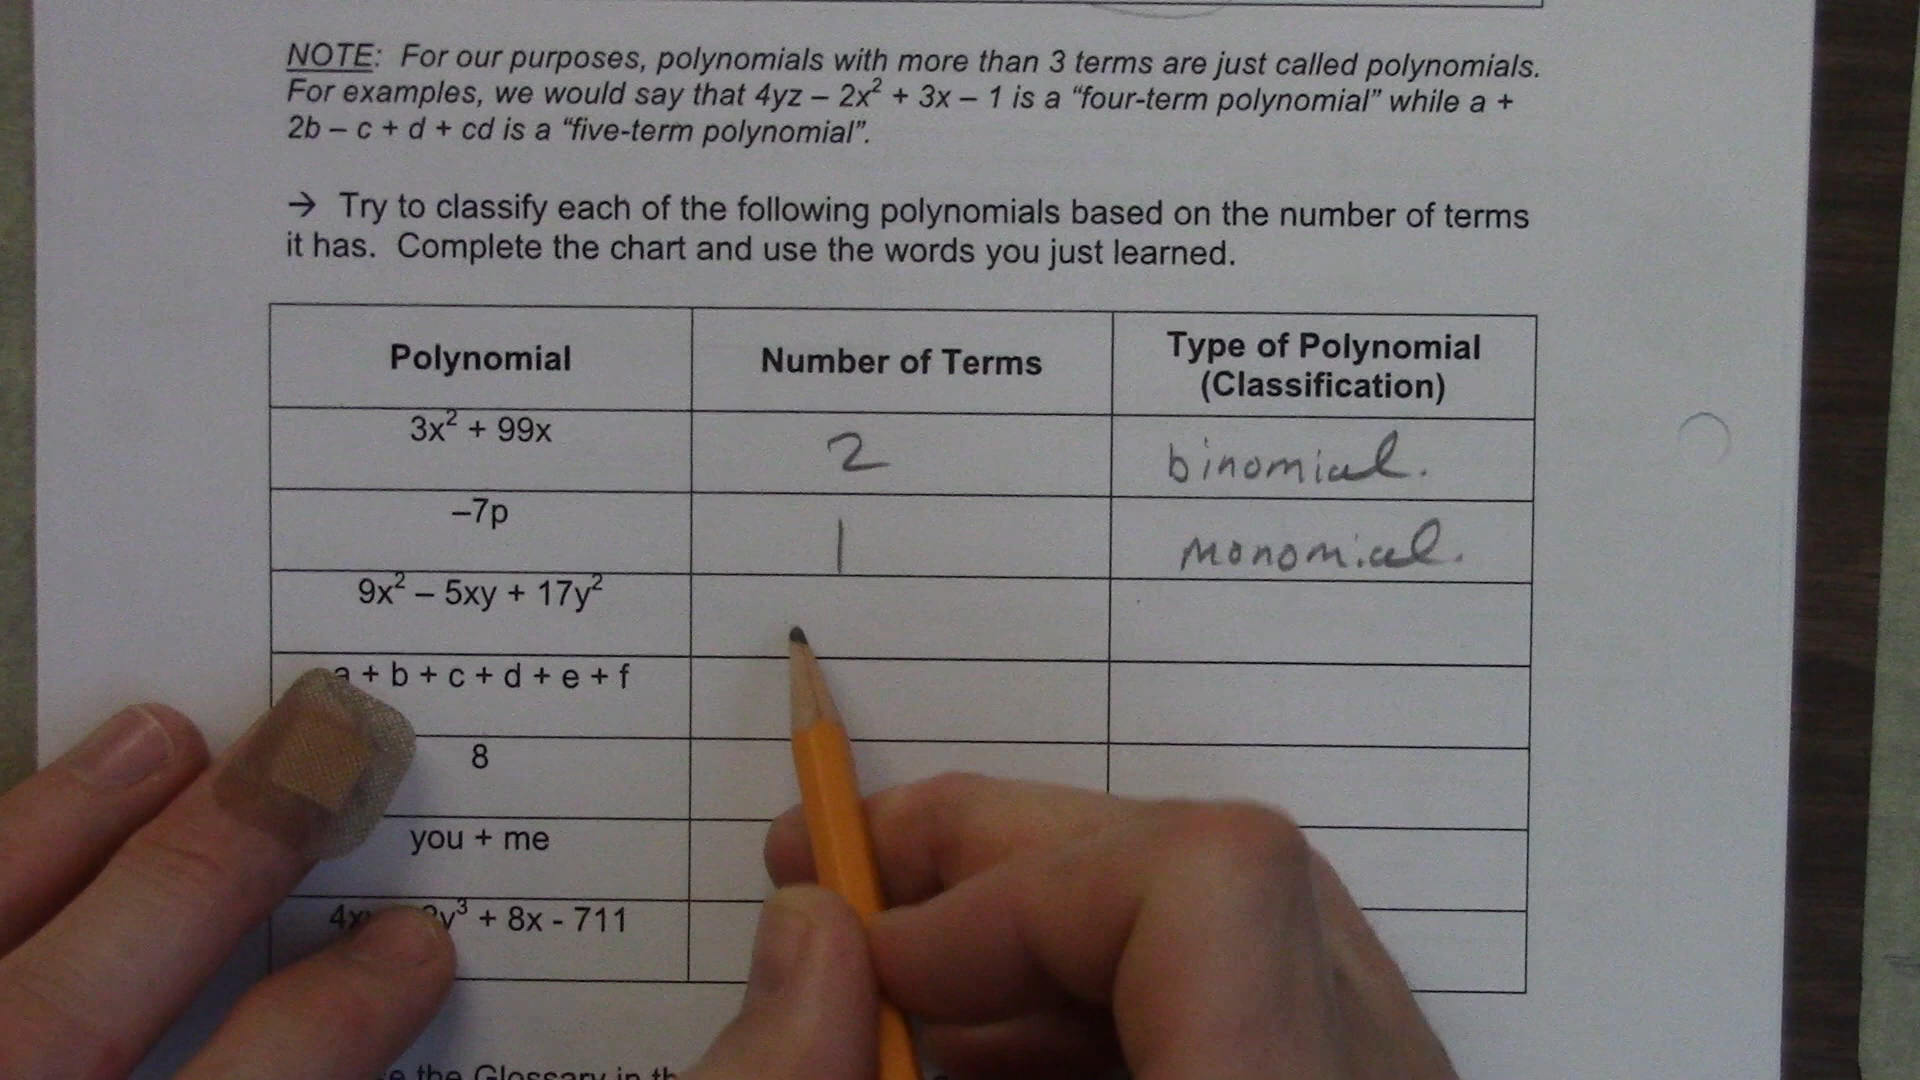 NOTE: For our purposes, polynomials with more than 3 terms are just called polynomials.
For examples, we would say that 4yz – 2x² + 3x – 1 is a “four-term polynomial” while a +
2b – c + d + cd is a “five-term polynomial”.
→ Try to classify each of the following polynomials based on the number of terms
it has. Complete the chart and use the words you just learned.
Polynomial Number of Terms Type of Polynomial
(Classification)
3x² + 99x 2 binomial.
–7p 1 monomial.
9x² – 5xy + 17y²
a + b + c + d + e + f
8
you + me
y³ + 8x - 711
the Glossary in